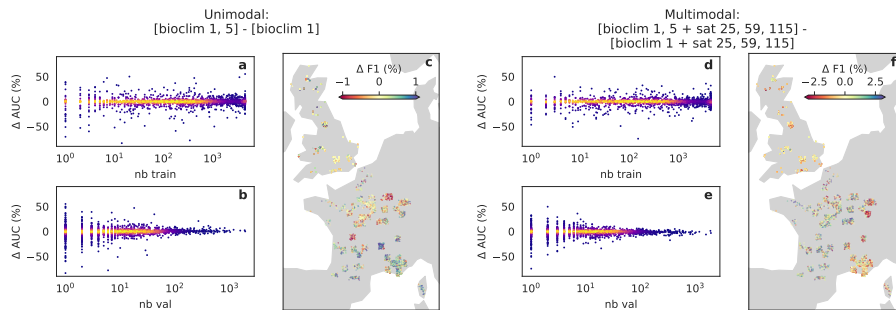 Unimodal:
[bioclim 1, 5] - [bioclim 1]
a
50
0
−50
Δ AUC (%)
10⁰
10¹
10²
10³
nb train
b
50
0
−50
Δ AUC (%)
10⁰
10¹
10²
10³
nb val
c
Δ F1 (%)
−1 0 1
Multimodal:
[bioclim 1, 5 + sat 25, 59, 115] -
[bioclim 1 + sat 25, 59, 115]
d
50
0
−50
Δ AUC (%)
10⁰
10¹
10²
10³
nb train
e
50
0
−50
Δ AUC (%)
10⁰
10¹
10²
10³
nb val
f
Δ F1 (%)
−2.5 0.0 2.5